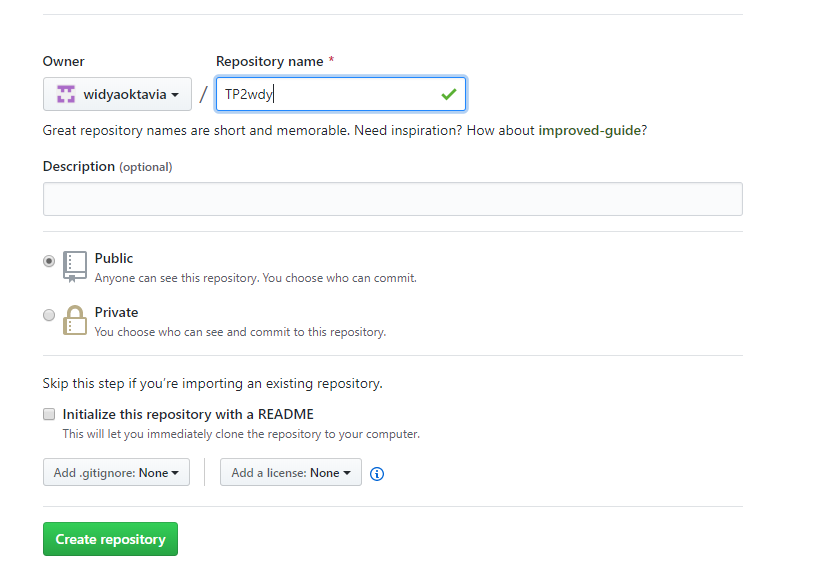 Owner
Repository name *
widyaoktavia / TP2wdy
Great repository names are short and memorable. Need inspiration? How about improved-guide?
Description (optional)
Public
Anyone can see this repository. You choose who can commit.
Private
You choose who can see and commit to this repository.
Skip this step if you’re importing an existing repository.
Initialize this repository with a README
This will let you immediately clone the repository to your computer.
Add .gitignore: None
Add a license: None
Create repository